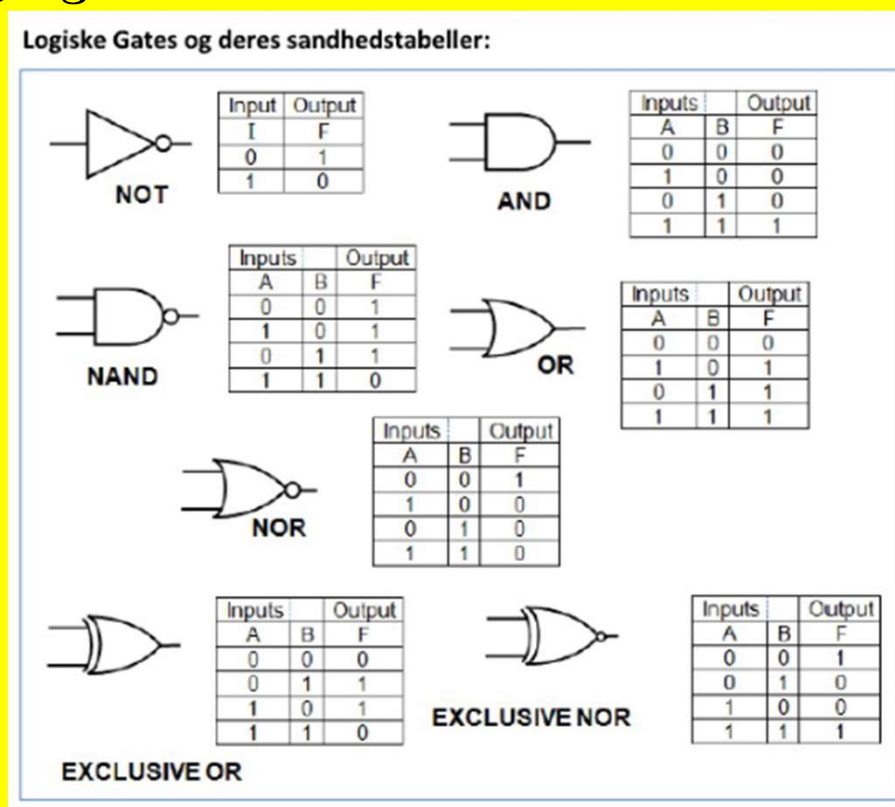 Logiske Gates og deres sandhedstabeller:
Input Output
I F
0 1
1 0
NOT
Inputs Output
A B F
0 0 0
1 0 0
0 1 0
1 1 1
AND
Inputs Output
A B F
0 0 1
1 0 1
0 1 1
1 1 0
NAND
Inputs Output
A B F
0 0 0
1 0 1
0 1 1
1 1 1
OR
Inputs Output
A B F
0 0 1
1 0 0
0 1 0
1 1 0
NOR
Inputs Output
A B F
0 0 0
0 1 1
1 0 1
1 1 0
EXCLUSIVE OR
Inputs Output
A B F
0 0 1
0 1 0
1 0 0
1 1 1
EXCLUSIVE NOR